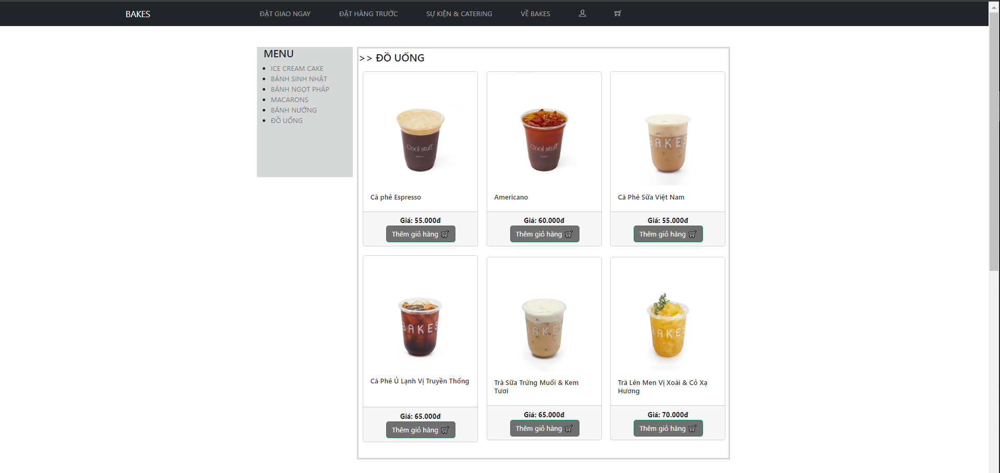 BAKES ĐẶT GIAO NGAY ĐẶT HÀNG TRƯỚC SỰ KIỆN & CATERING VỀ BAKES
MENU
ICE CREAM CAKE
BÁNH SINH NHẬT
BÁNH NGỌT PHÁP
MACARONS
BÁNH NƯỚNG
ĐỒ UỐNG
>> ĐỒ UỐNG
Cool stuff.
BAKES
Cà phê Espresso
Giá: 55.000đ
Thêm giỏ hàng
Cool stuff.
BAKES
Americano
Giá: 60.000đ
Thêm giỏ hàng
BAKES
Cà Phê Sữa Việt Nam
Giá: 55.000đ
Thêm giỏ hàng
BAKES
Cà Phê Ủ Lạnh Vị Truyền Thống
Giá: 65.000đ
Thêm giỏ hàng
BAKE
Trà Sữa Trứng Muối & Kem
Tươi
Giá: 65.000đ
Thêm giỏ hàng
BAKES
Trà Lên Men Vị Xoài & Cỏ Xạ
Hương
Giá: 70.000đ
Thêm giỏ hàng